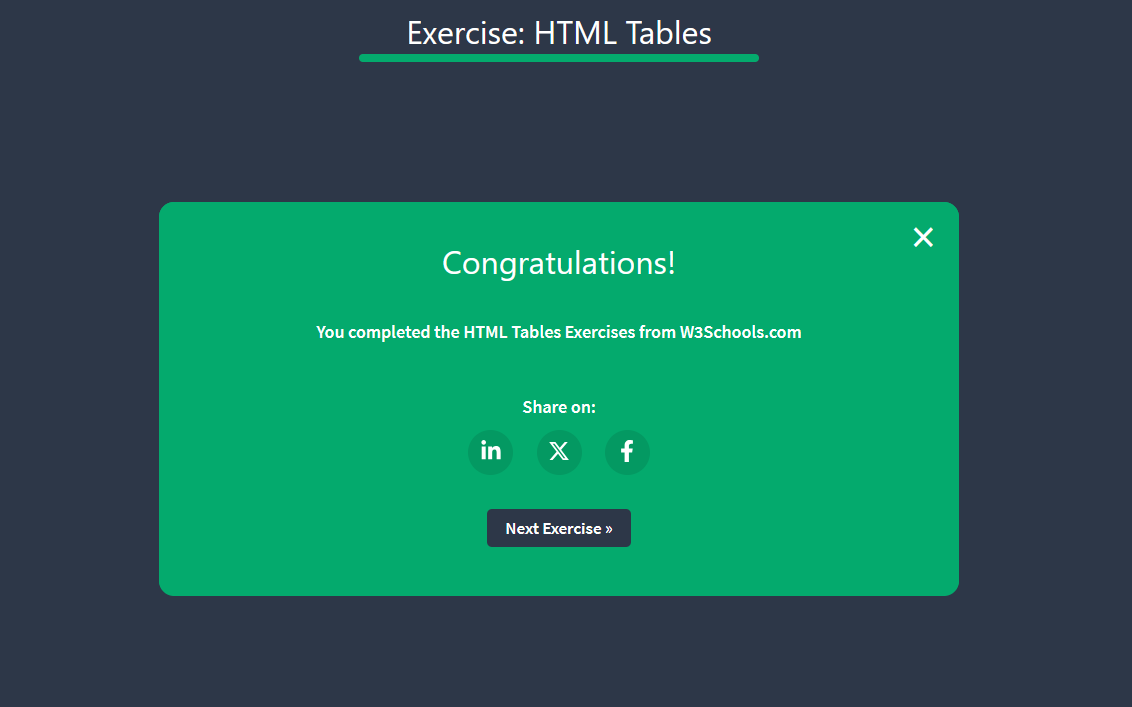 Exercise: HTML Tables
Congratulations!
You completed the HTML Tables Exercises from W3Schools.com
Share on:
in X f
Next Exercise »